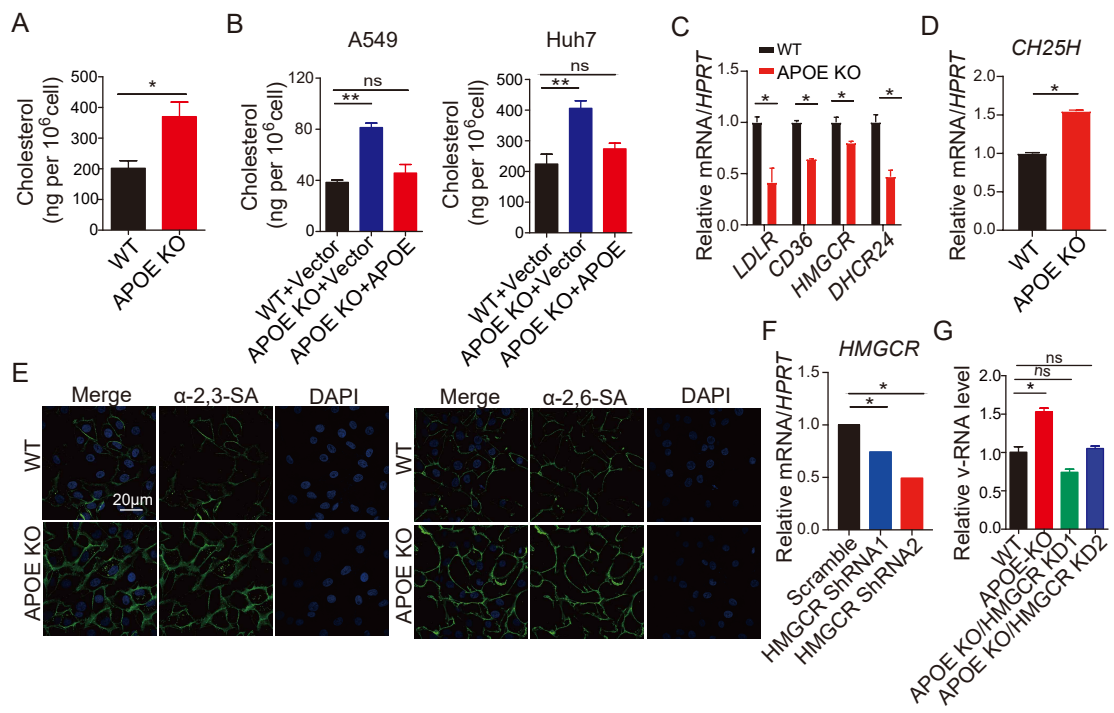 A
Cholesterol
(ng per 10⁶cell)
500
400
300
200
100
0
*
WT
APOE KO
B
A549
Cholesterol
(ng per 10⁶cell)
120
80
40
0
ns
**
WT+Vector
APOE KO+Vector
APOE KO+APOE
Huh7
Cholesterol
(ng per 10⁶cell)
500
400
300
200
100
0
ns
**
WT+Vector
APOE KO+Vector
APOE KO+APOE
C
WT
APOE KO
Relative mRNA/HPRT
1.5
1.0
0.5
0.0
* * * *
LDLR
CD36
HMGCR
DHCR24
D
CH25H
Relative mRNA/HPRT
2.0
1.5
1.0
0.5
0.0
*
WT
APOE KO
E
Merge α-2,3-SA DAPI
WT
20μm
APOE KO
Merge α-2,6-SA DAPI
WT
APOE KO
F
HMGCR
Relative mRNA/HPRT
1.5
1.0
0.5
0.0
*
*
Scramble
HMGCR ShRNA1
HMGCR ShRNA2
G
Relative v-RNA level
2.0
1.5
1.0
0.5
0.0
ns
ns
*
WT
APOE-KO
APOE KO/HMGCR KD1
APOE KO/HMGCR KD2